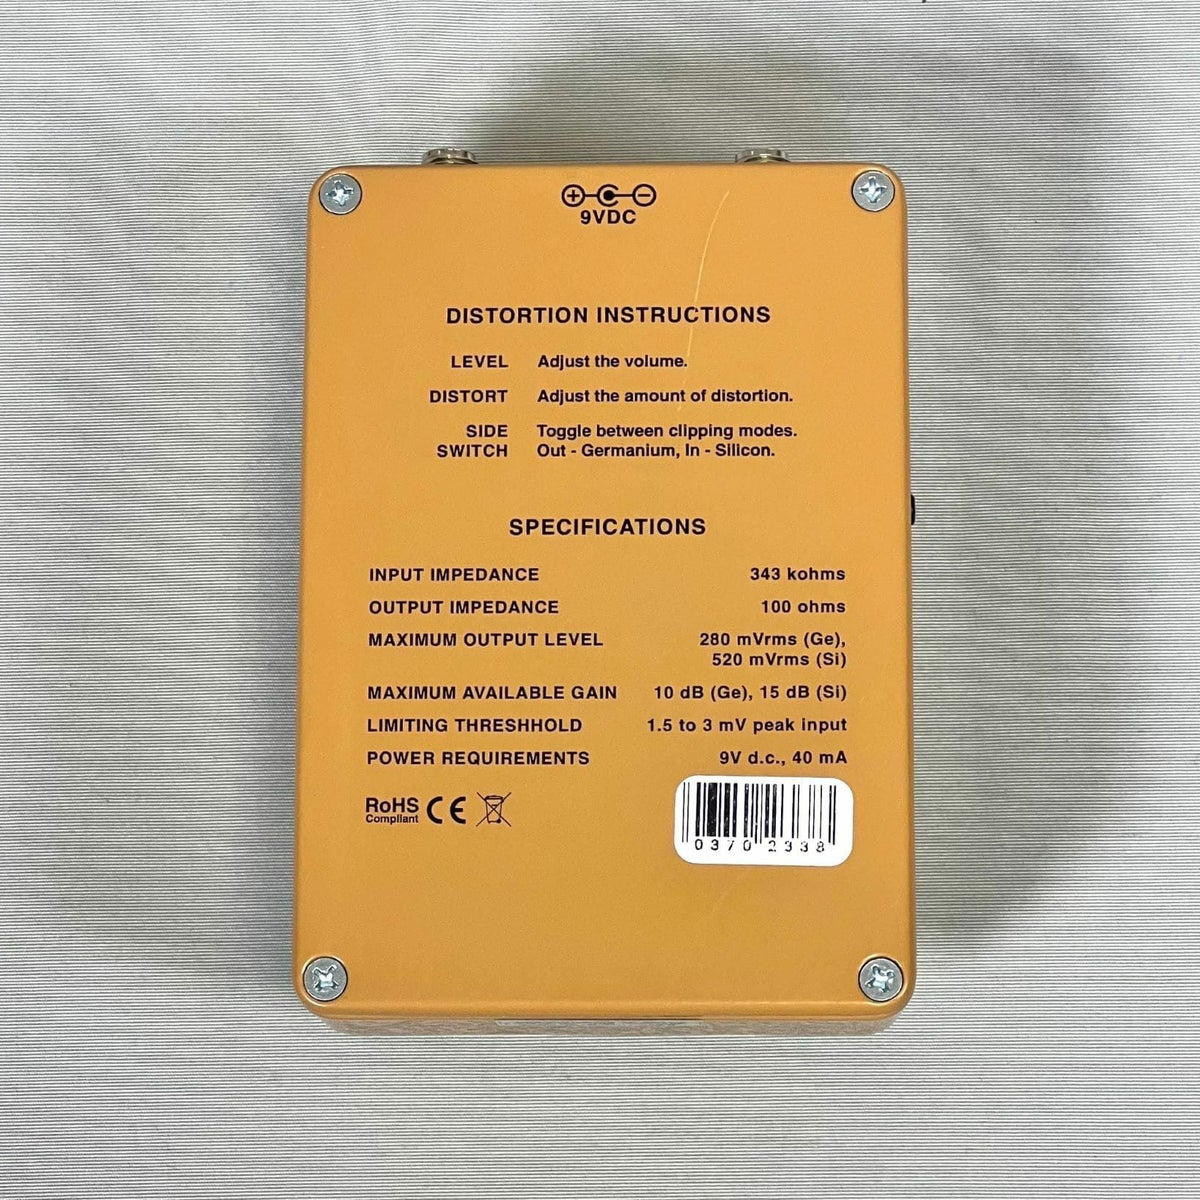 9VDC
DISTORTION INSTRUCTIONS
LEVEL Adjust the volume.
DISTORT Adjust the amount of distortion.
SIDE Toggle between clipping modes.
SWITCH Out - Germanium, In - Silicon.
SPECIFICATIONS
INPUT IMPEDANCE 343 kohms
OUTPUT IMPEDANCE 100 ohms
MAXIMUM OUTPUT LEVEL 280 mVrms (Ge),
520 mVrms (Si)
MAXIMUM AVAILABLE GAIN 10 dB (Ge), 15 dB (Si)
LIMITING THRESHHOLD 1.5 to 3 mV peak input
POWER REQUIREMENTS 9V d.c., 40 mA
RoHS CE
Compliant
03702338